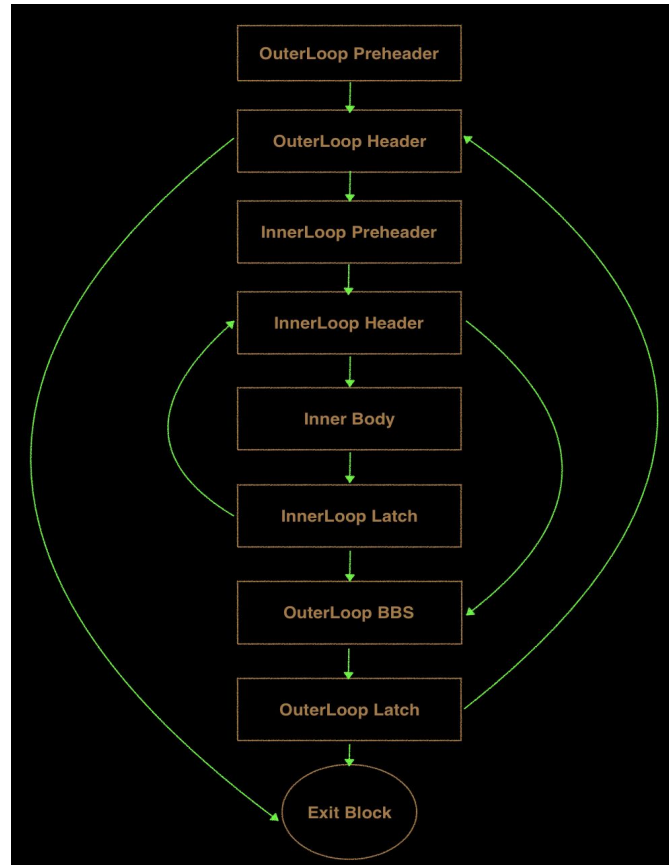 OuterLoop Preheader
OuterLoop Header
InnerLoop Preheader
InnerLoop Header
Inner Body
InnerLoop Latch
OuterLoop BBS
OuterLoop Latch
Exit Block